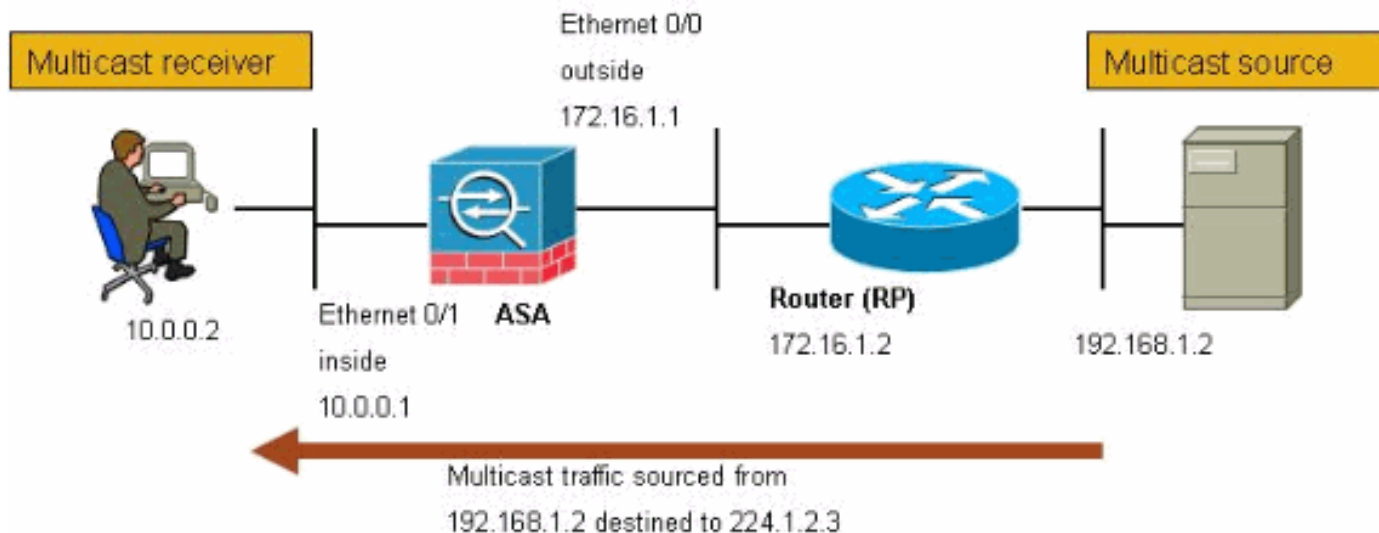 Multicast receiver
Ethernet 0/0
outside
172.16.1.1
Multicast source
10.0.0.2
Ethernet 0/1
inside
10.0.0.1
ASA
Router (RP)
172.16.1.2
192.168.1.2
Multicast traffic sourced from
192.168.1.2 destined to 224.1.2.3